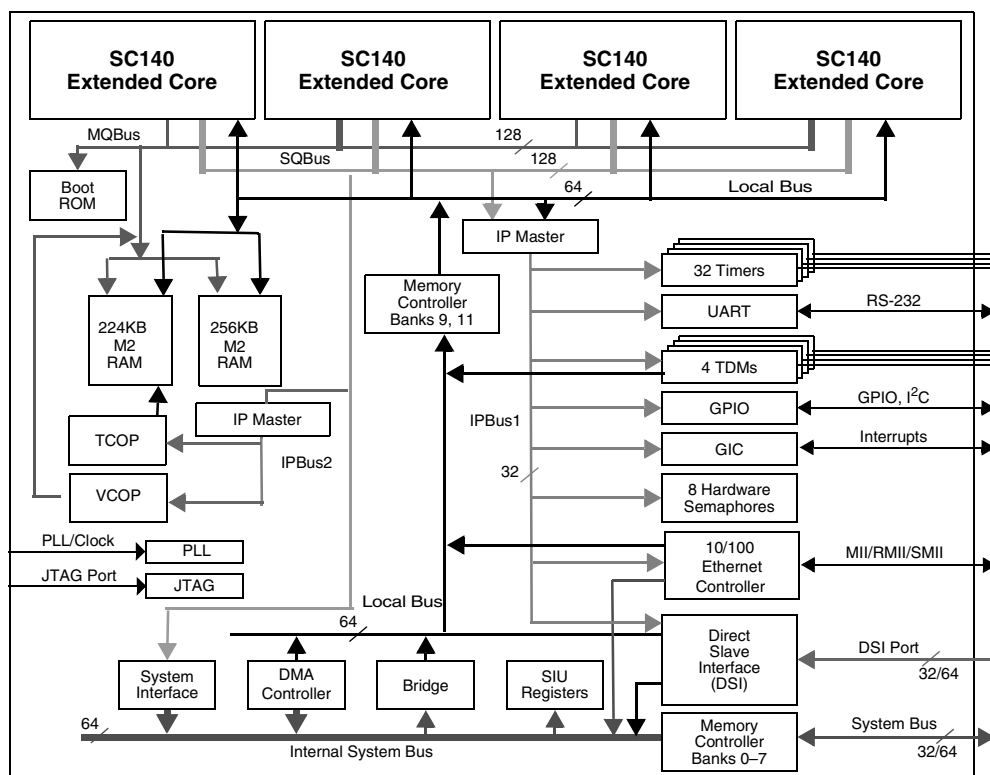 SC140
Extended Core
SC140
Extended Core
SC140
Extended Core
SC140
Extended Core
MQBus
128
SQBus
128
64
Local Bus
Boot
ROM
IP Master
32 Timers
Memory
Controller
Banks 9, 11
UART
RS-232
224KB
M2
RAM
256KB
M2
RAM
4 TDMs
IP Master
IPBus1
GPIO
GPIO, I²C
TCOP
IPBus2
GIC
Interrupts
32
VCOP
8 Hardware
Semaphores
PLL/Clock
PLL
10/100
Ethernet
Controller
MII/RMII/SMII
JTAG Port
JTAG
Local Bus
64
Direct
Slave
Interface
(DSI)
DSI Port
32/64
System
Interface
DMA
Controller
Bridge
SIU
Registers
64
Internal System Bus
Memory
Controller
Banks 0–7
System Bus
32/64